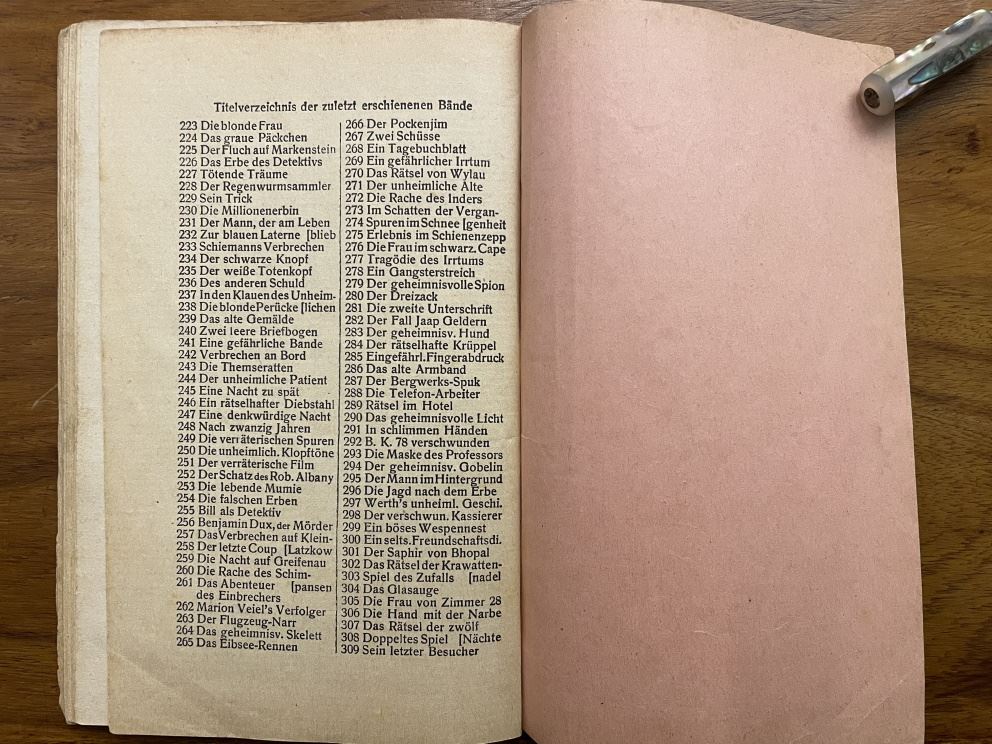 Titelverzeichnis der zuletzt erschienenen Bände
223 Die blonde Frau
224 Das graue Päckchen
225 Der Fluch auf Markenstein
226 Das Erbe des Detektivs
227 Tötende Träume
228 Der Regenwurmsammler
229 Sein Trick
230 Die Millionenerbin
231 Der Mann, der am Leben
232 Zur blauen Laterne [blieb
233 Schiemanns Verbrechen
234 Der schwarze Knopf
235 Der weiße Totenkopf
236 Des anderen Schuld
237 In den Klauen des Unheim-
238 Die blonde Perücke [lichen
239 Das alte Gemälde
240 Zwei leere Briefbogen
241 Eine gefährliche Bande
242 Verbrechen an Bord
243 Die Themseratten
244 Der unheimliche Patient
245 Eine Nacht zu spät
246 Ein rätselhafter Diebstahl
247 Eine denkwürdige Nacht
248 Nach zwanzig Jahren
249 Die verräterischen Spuren
250 Die unheimlich. Klopftöne
251 Der verräterische Film
252 Der Schatz des Rob. Albany
253 Die lebende Mumie
254 Die falschen Erben
255 Bill als Detektiv
256 Benjamin Dux, der Mörder
257 Das Verbrechen auf Klein-
258 Der letzte Coup [Latzkow
259 Die Nacht auf Greifenau
260 Die Rache des Schim-
261 Das Abenteuer [pansen
des Einbrechers
262 Marion Veiel's Verfolger
263 Der Flugzeug-Narr
264 Das geheimnisv. Skelett
265 Das Eibsee-Rennen
266 Der Pockenjim
267 Zwei Schüsse
268 Ein Tagebuchblatt
269 Ein gefährlicher Irrtum
270 Das Rätsel von Wylau
271 Der unheimliche Alte
272 Die Rache des Inders
273 Im Schatten der Vergan-
274 Spuren im Schnee [genheit
275 Erlebnis im Schienenzepp
276 Die Frau im schwarz. Cape
277 Tragödie des Irrtums
278 Ein Gangsterstreich
279 Der geheimnisvolle Spion
280 Der Dreizack
281 Die zweite Unterschrift
282 Der Fall Jaap Geldern
283 Der geheimnisv. Hund
284 Der rätselhafte Krüppel
285 Ein gefährl. Fingerabdruck
286 Das alte Armband
287 Der Bergwerks-Spuk
288 Die Telefon-Arbeiter
289 Rätsel im Hotel
290 Das geheimnisvolle Licht
291 In schlimmen Händen
292 B. K. 78 verschwunden
293 Die Maske des Professors
294 Der geheimnisv. Gobelin
295 Der Mann im Hintergrund
296 Die Jagd nach dem Erbe
297 Werth's unheiml. Geschi.
298 Der verschwun. Kassierer
299 Ein böses Wespennest
300 Ein selts. Freundschaftsdi.
301 Der Saphir von Bhopal
302 Das Rätsel der Krawatten-
303 Spiel des Zufalls [nadel
304 Das Glasauge
305 Die Frau von Zimmer 28
306 Die Hand mit der Narbe
307 Das Rätsel der zwölf
308 Doppeltes Spiel [Nächte
309 Sein letzter Besucher